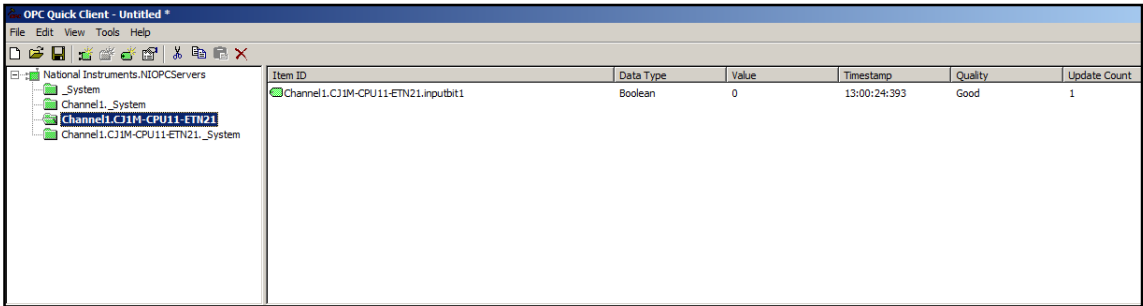 OPC Quick Client - Untitled *
File Edit View Tools Help
National Instruments.NIOPCServers
_System
Channel1._System
Channel1.CJ1M-CPU11-ETN21
Channel1.CJ1M-CPU11-ETN21._System
Item ID Data Type Value Timestamp Quality Update Count
Channel1.CJ1M-CPU11-ETN21.inputbit1 Boolean 0 13:00:24:393 Good 1